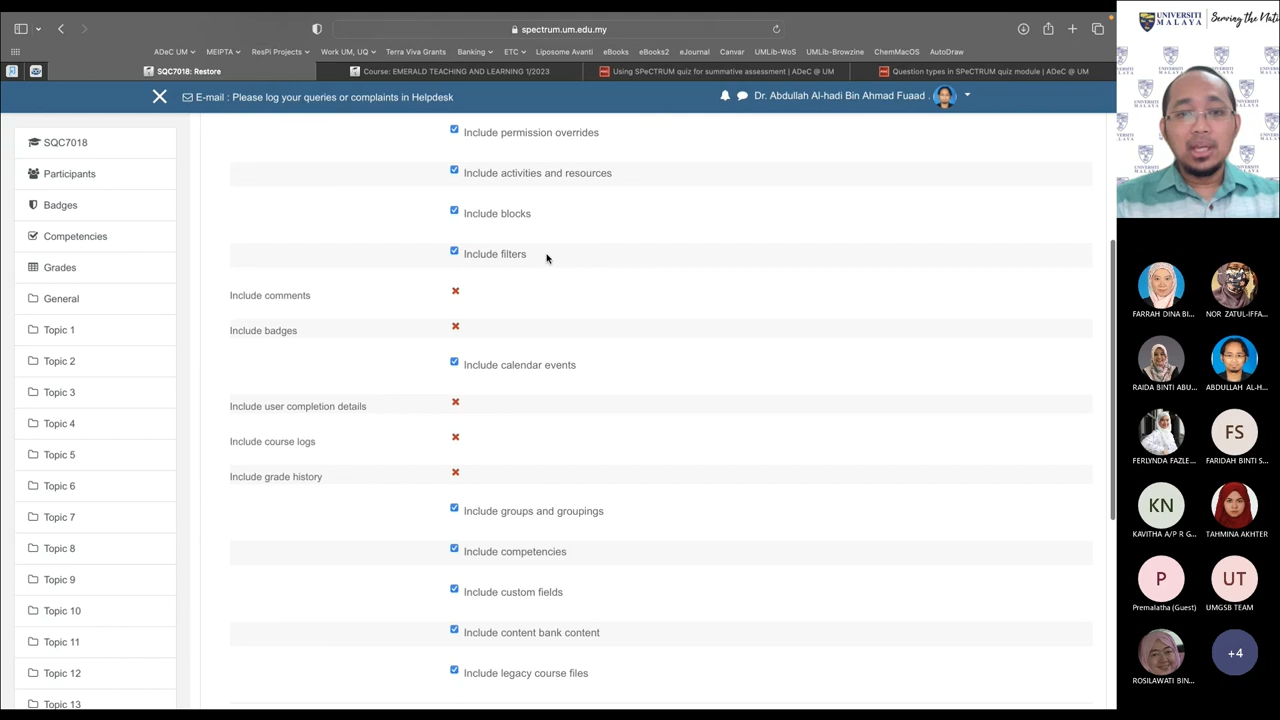 spectrum.um.edu.my
UNIVERSITI
MALAYA
Serving the Nati
ADeC UM
MEIPTA
ResPi Projects
Work UM, UQ
Terra Viva Grants
Banking
ETC
Liposome Avanti
eBooks
eBooks2
eJournal
Canvar
UMLib-WoS
UMLib-Browzine
ChemMacOS
AutoDraw
SQC7018: Restore
Course: EMERALD TEACHING AND LEARNING 1/2023
Using SPeCTRUM quiz for summative assessment | ADeC @ UM
Question types in SPeCTRUM quiz module | ADeC @ UM
E-mail : Please log your queries or complaints in Helpdesk
Dr. Abdullah Al-hadi Bin Ahmad Fuaad .
SQC7018
Participants
Badges
Competencies
Grades
General
Topic 1
Topic 2
Topic 3
Topic 4
Topic 5
Topic 6
Topic 7
Topic 8
Topic 9
Topic 10
Topic 11
Topic 12
Topic 13
Include permission overrides
Include activities and resources
Include blocks
Include filters
Include comments
Include badges
Include calendar events
Include user completion details
Include course logs
Include grade history
Include groups and groupings
Include competencies
Include custom fields
Include content bank content
Include legacy course files
FARRAH DINA BI...
NOR ZATUL-IFFA...
RAIDA BINTI ABU...
ABDULLAH AL-H...
FERLYNDA FAZLE...
FS
FARIDAH BINTI S...
KN
KAVITHA A/P R G...
TAHMINA AKHTER
P
Premalatha (Guest)
UT
UMGSB TEAM
ROSILAWATI BIN...
+4